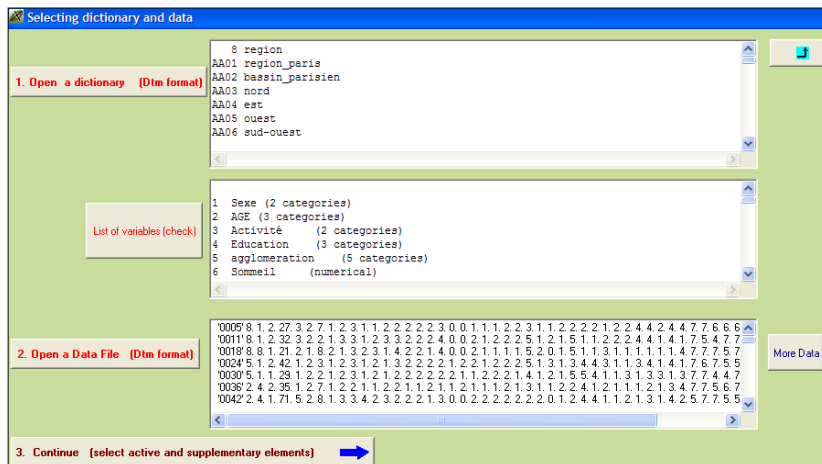 Selecting dictionary and data
8 region
AA01 region_paris
AA02 bassin_parisien
AA03 nord
AA04 est
AA05 ouest
AA06 sud-ouest
1. Open a dictionary (Dtm format)
1 Sexe (2 categories)
2 AGE (3 categories)
3 Activité (2 categories)
4 Education (3 categories)
5 agglomeration (5 categories)
6 Sommeil (numerical)
List of variables (check)
'0005' 8. 1. 2. 27. 3. 2. 7. 1. 2. 3. 1. 1. 2. 2. 2. 2. 2. 3. 0. 0. 1. 1. 1. 2. 2. 3. 1. 1. 2. 2. 2. 2. 1. 2. 2. 4. 4. 2. 4. 4. 7. 7. 6. 6. 6
'0011' 8. 1. 2. 32. 3. 2. 2. 1. 3. 3. 1. 2. 3. 3. 2. 2. 2. 4. 0. 0. 2. 1. 2. 2. 2. 5. 1. 2. 1. 5. 1. 1. 2. 2. 2. 4. 4. 1. 4. 1. 7. 5. 4. 7. 7
'0018' 8. 8. 1. 21. 2. 1. 8. 2. 1. 3. 2. 3. 1. 4. 2. 2. 1. 4. 0. 0. 2. 1. 1. 1. 1. 5. 2. 0. 1. 5. 1. 1. 3. 1. 1. 1. 1. 1. 1. 4. 7. 7. 7. 5. 7
'0024' 5. 1. 2. 42. 1. 2. 3. 1. 2. 3. 1. 2. 3. 1. 2. 2. 2. 2. 2. 1. 2. 2. 2. 2. 5. 1. 3. 1. 3. 4. 4. 3. 1. 1. 3. 4. 1. 4. 1. 7. 6. 7. 5. 5
'0030' 5. 1. 1. 29. 1. 2. 2. 1. 2. 3. 1. 2. 3. 1. 2. 2. 2. 2. 2. 2. 1. 1. 2. 2. 2. 2. 1. 4. 1. 2. 1. 5. 5. 4. 1. 1. 3. 1. 3. 3. 1. 3. 7. 7. 4. 4. 7
'0036' 2. 4. 2. 35. 1. 2. 7. 1. 2. 2. 1. 1. 2. 2. 1. 1. 2. 1. 1. 2. 1. 1. 2. 1. 1. 1. 3. 1. 1. 2. 2. 4. 1. 2. 1. 1. 1. 2. 1. 3. 4. 7. 5. 6. 7
'0042' 2. 4. 1. 71. 5. 2. 8. 1. 3. 3. 4. 2. 3. 2. 2. 2. 2. 1. 3. 0. 0. 2. 2. 2. 2. 2. 2. 2. 0. 1. 2. 4. 4. 1. 1. 2. 1. 3. 1. 4. 2. 5. 7. 7. 5. 5
2. Open a Data File (Dtm format)
More Data
3. Continue (select active and supplementary elements)